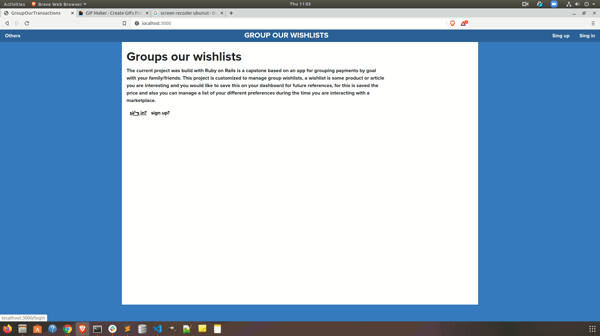 Activities Brave Web Browser Thu 11:03
GroupOurTransactions GIF Maker - Create GIFs Fr screen recoder ubunut - B
localhost:3000
Others GROUP OUR WISHLISTS Sing up Sing in
Groups our wishlists
The current project was build with Ruby on Rails is a capstone based on an app for grouping payments by goal
with your family/friends. This project is customized to manage group wishlists, a wishlist is some product or article
you are interesting and you would like to save this on your dashboard for future references, for this is saved the
price and also you can manage a list of your different preferences during the time you are interacting with a
marketplace.
sign in? sign up?
localhost:3000/login